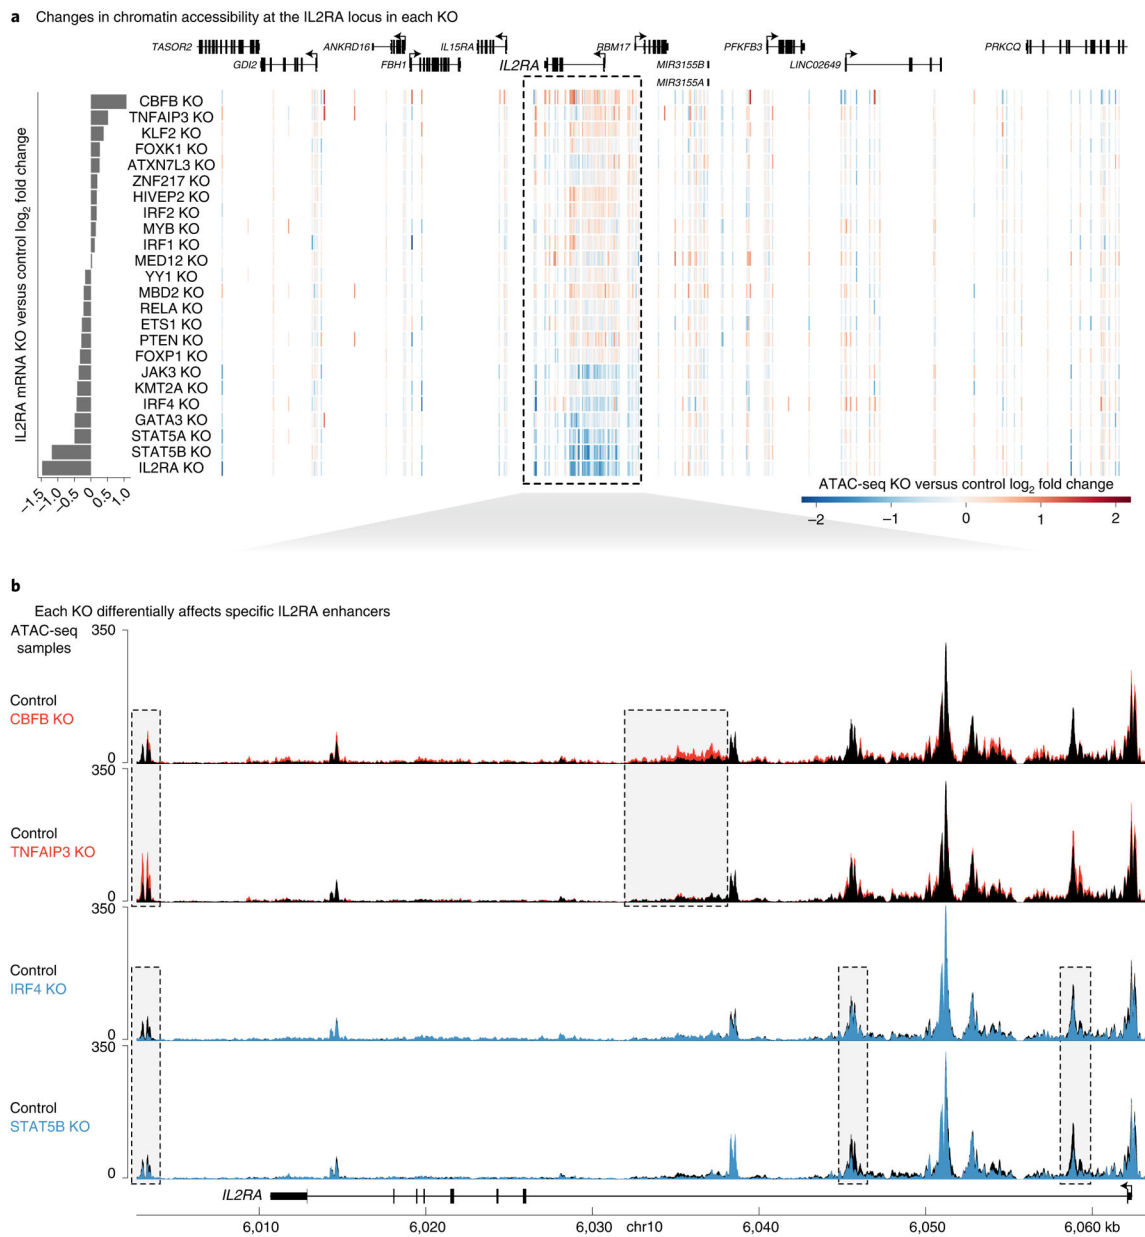 a Changes in chromatin accessibility at the IL2RA locus in each KO
TASOR2 ANKRD16 IL15RA RBM17 PFKFB3 PRKCQ
GDI2 FBH1 IL2RA MIR3155B LINC02649
MIR3155A
IL2RA mRNA KO versus control log2 fold change
CBFB KO
TNFAIP3 KO
KLF2 KO
FOXK1 KO
ATXN7L3 KO
ZNF217 KO
HIVEP2 KO
IRF2 KO
MYB KO
IRF1 KO
MED12 KO
YY1 KO
MBD2 KO
RELA KO
ETS1 KO
PTEN KO
FOXP1 KO
JAK3 KO
KMT2A KO
IRF4 KO
GATA3 KO
STAT5A KO
STAT5B KO
IL2RA KO
−1.5 −1.0 −0.5 0 0.5 1.0
ATAC-seq KO versus control log2 fold change
−2 −1 0 1 2
b
Each KO differentially affects specific IL2RA enhancers
ATAC-seq
samples
350
Control
CBFB KO
0
350
Control
TNFAIP3 KO
0
350
Control
IRF4 KO
0
350
Control
STAT5B KO
0
IL2RA
6,010 6,020 6,030 chr10 6,040 6,050 6,060 kb